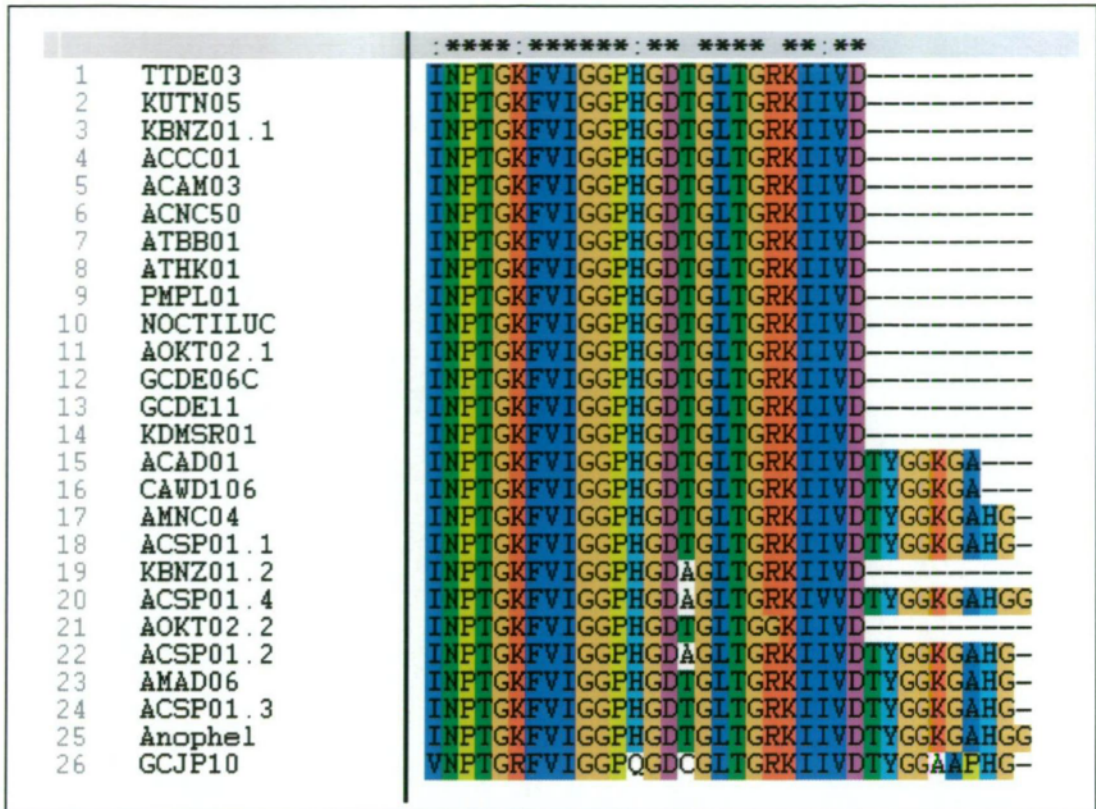 :****:******:** **** **:**
1 TTDE03 INPTGKFVIGGPHGDTGLTGRKIIVD----------
2 KUTN05 INPTGKFVIGGPHGDTGLTGRKIIVD----------
3 KBNZ01.1 INPTGKFVIGGPHGDTGLTGRKIIVD----------
4 ACCC01 INPTGKFVIGGPHGDTGLTGRKIIVD----------
5 ACAM03 INPTGKFVIGGPHGDTGLTGRKIIVD----------
6 ACNC50 INPTGKFVIGGPHGDTGLTGRKIIVD----------
7 ATBB01 INPTGKFVIGGPHGDTGLTGRKIIVD----------
8 ATHK01 INPTGKFVIGGPHGDTGLTGRKIIVD----------
9 PMPL01 INPTGKFVIGGPHGDTGLTGRKIIVD----------
10 NOCTILUC INPTGKFVIGGPHGDTGLTGRKIIVD----------
11 AOKT02.1 INPTGKFVIGGPHGDTGLTGRKIIVD----------
12 GCDE06C INPTGKFVIGGPHGDTGLTGRKIIVD----------
13 GCDE11 INPTGKFVIGGPHGDTGLTGRKIIVD----------
14 KDMSR01 INPTGKFVIGGPHGDTGLTGRKIIVD----------
15 ACAD01 INPTGKFVIGGPHGDTGLTGRKIIVDTYGGKGA---
16 CAWD106 INPTGKFVIGGPHGDTGLTGRKIIVDTYGGKGA---
17 AMNC04 INPTGKFVIGGPHGDTGLTGRKIIVDTYGGKGAHG-
18 ACSP01.1 INPTGKFVIGGPHGDTGLTGRKIIVDTYGGKGAHG-
19 KBNZ01.2 INPTGKFVIGGPHGDAGLTGRKIIVD----------
20 ACSP01.4 INPTGKFVIGGPHGDAGLTGRKIVVDTYGGKGAHGG
21 AOKT02.2 INPTGKFVIGGPHGDTGLTGGKIIVD----------
22 ACSP01.2 INPTGKFVIGGPHGDAGLTGRKIIVDTYGGKGAHG-
23 AMAD06 INPTGKFVIGGPHGDTGLTGRKIIVDTYGGKGAHG-
24 ACSP01.3 INPTGKFVIGGPHGDTGLTGRKIIVDTYGGKGAHG-
25 Anophel INPTGKFVIGGPHGDTGLTGRKIIVDTYGGKGAHGG
26 GCJP10 VNPTGRFVIGGPQGDCGLTGRKIIVDTYGGAAPHG-